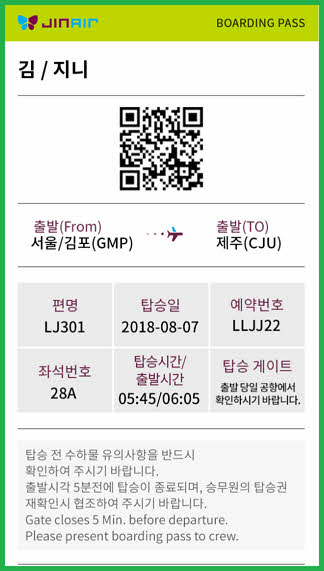 JINAIR BOARDING PASS
김 / 지니
출발(From) 출발(TO)
서울/김포(GMP) 제주(CJU)
편명 탑승일 예약번호
LJ301 2018-08-07 LLJJ22
좌석번호 탑승시간/ 탑승 게이트
28A 출발시간 출발 당일 공항에서
05:45/06:05 확인하시기 바랍니다.
탑승 전 수하물 유의사항을 반드시
확인하여 주시기 바랍니다.
출발시각 5분전에 탑승이 종료되며, 승무원의 탑승권
재확인시 협조하여 주시기 바랍니다.
Gate closes 5 Min. before departure.
Please present boarding pass to crew.